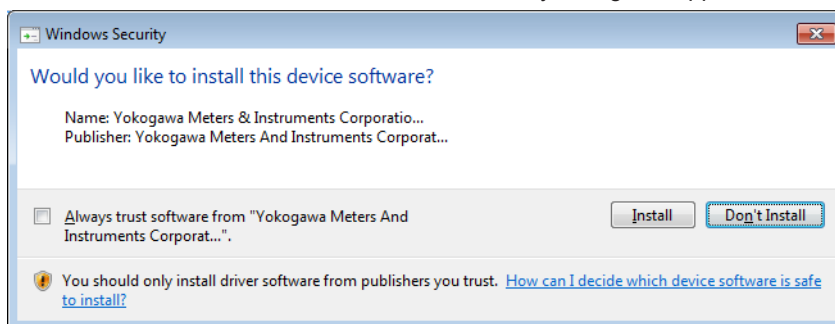 Windows Security
Would you like to install this device software?
Name: Yokogawa Meters & Instruments Corporatio...
Publisher: Yokogawa Meters And Instruments Corporat...
Always trust software from "Yokogawa Meters And
Instruments Corporat...".
Install
Don't Install
You should only install driver software from publishers you trust. How can I decide which device software is safe
to install?